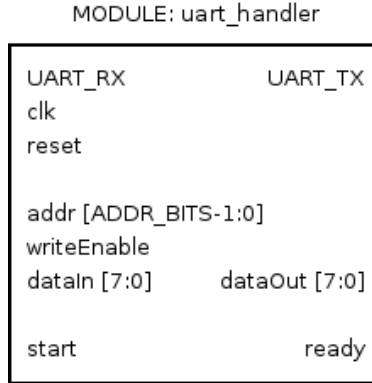 MODULE: uart_handler
UART_RX UART_TX
clk
reset
addr [ADDR_BITS-1:0]
writeEnable
dataIn [7:0] dataOut [7:0]
start ready